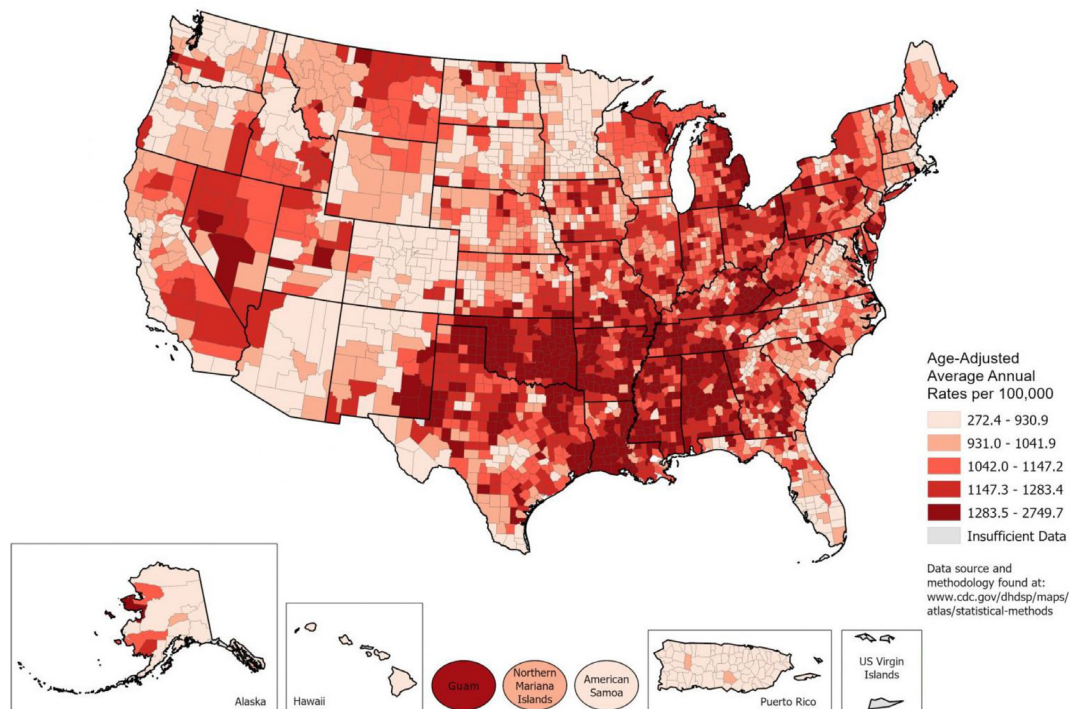 Age-Adjusted
Average Annual
Rates per 100,000
272.4 - 930.9
931.0 - 1041.9
1042.0 - 1147.2
1147.3 - 1283.4
1283.5 - 2749.7
Insufficient Data
Data source and
methodology found at:
www.cdc.gov/dhdsp/maps/
atlas/statistical-methods
Alaska
Hawaii
Guam
Northern
Mariana
Islands
American
Samoa
Puerto Rico
US Virgin
Islands